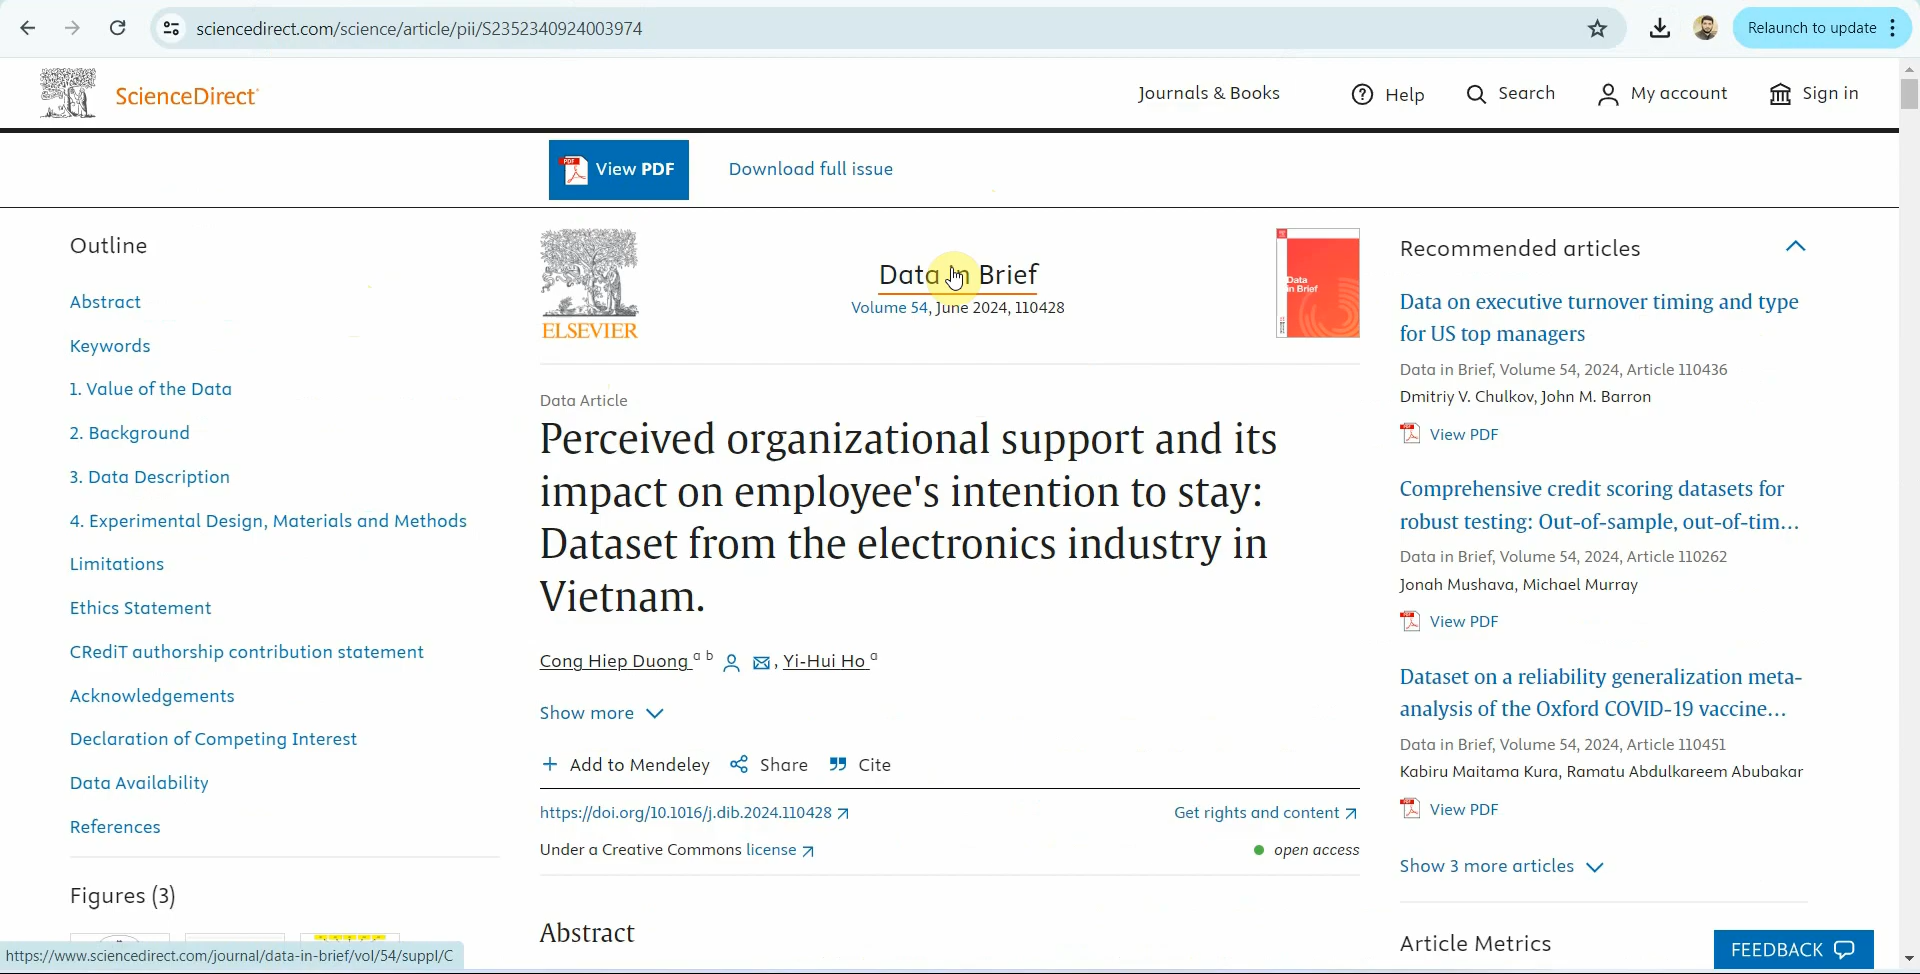 sciencedirect.com/science/article/pii/S2352340924003974
Relaunch to update
ScienceDirect
Journals & Books
Help
Search
My account
Sign in
View PDF
Download full issue
Outline
Abstract
Keywords
1. Value of the Data
2. Background
3. Data Description
4. Experimental Design, Materials and Methods
Limitations
Ethics Statement
CRediT authorship contribution statement
Acknowledgements
Declaration of Competing Interest
Data Availability
References
Figures (3)
https://www.sciencedirect.com/journal/data-in-brief/vol/54/suppl/C
ELSEVIER
Data in Brief
Volume 54, June 2024, 110428
Data
in Brief
Data Article
Perceived organizational support and its
impact on employee's intention to stay:
Dataset from the electronics industry in
Vietnam.
Cong Hiep Duong a b, Yi-Hui Ho a
Show more
Add to Mendeley
Share
Cite
https://doi.org/10.1016/j.dib.2024.110428
Get rights and content
Under a Creative Commons license
open access
Abstract
Recommended articles
Data on executive turnover timing and type
for US top managers
Data in Brief, Volume 54, 2024, Article 110436
Dmitriy V. Chulkov, John M. Barron
View PDF
Comprehensive credit scoring datasets for
robust testing: Out-of-sample, out-of-tim…
Data in Brief, Volume 54, 2024, Article 110262
Jonah Mushava, Michael Murray
View PDF
Dataset on a reliability generalization meta-
analysis of the Oxford COVID-19 vaccine…
Data in Brief, Volume 54, 2024, Article 110451
Kabiru Maitama Kura, Ramatu Abdulkareem Abubakar
View PDF
Show 3 more articles
Article Metrics
FEEDBACK